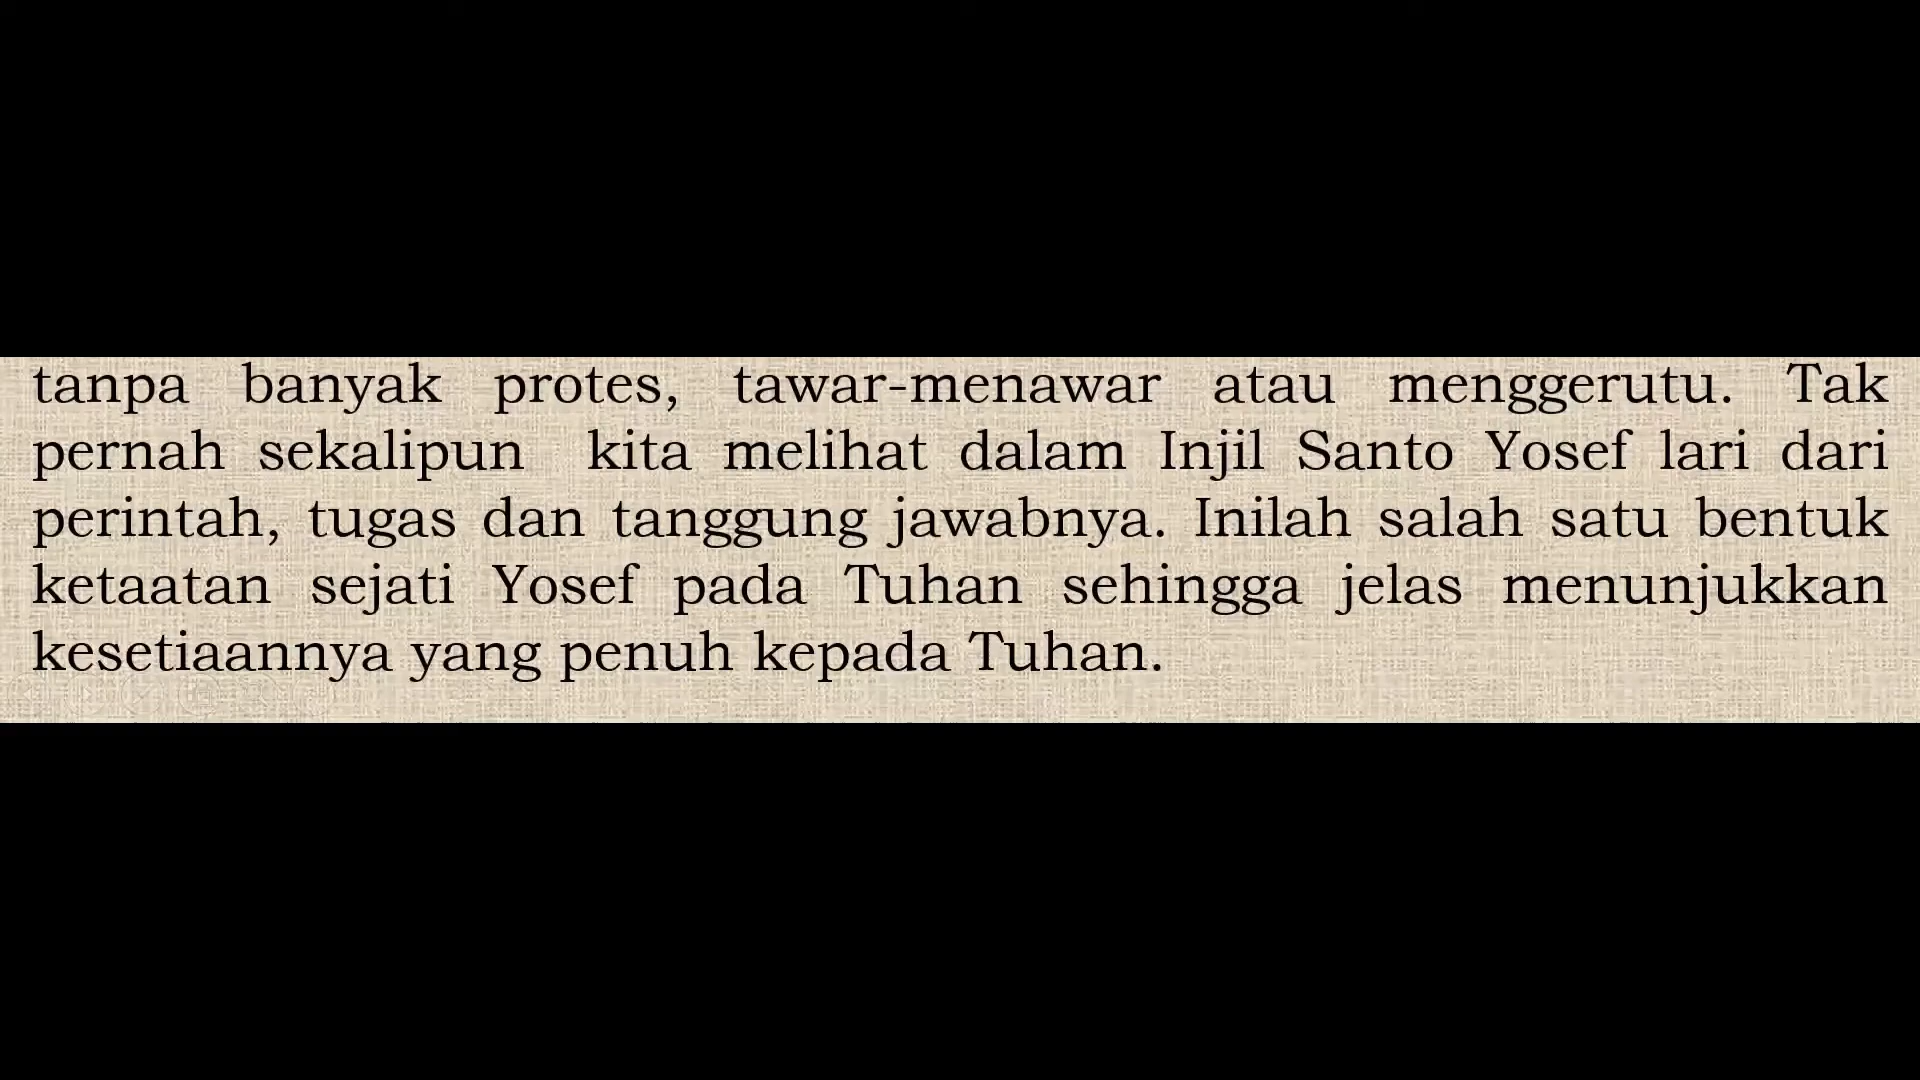 tanpa banyak protes, tawar-menawar atau menggerutu. Tak
pernah sekalipun kita melihat dalam Injil Santo Yosef lari dari
perintah, tugas dan tanggung jawabnya. Inilah salah satu bentuk
ketaatan sejati Yosef pada Tuhan sehingga jelas menunjukkan
kesetiaannya yang penuh kepada Tuhan.